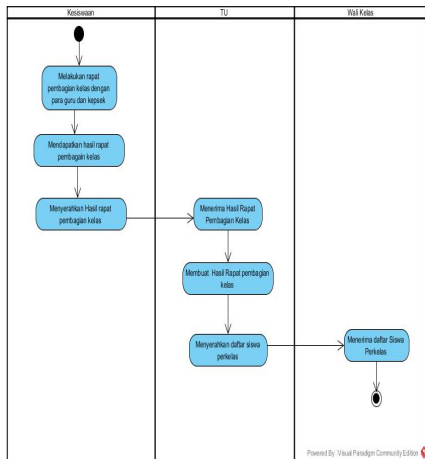 Kesiswaan
TU
Wali Kelas
Melakukan rapat
pembagian kelas dengan
para guru dan kepsek
Mendapatkan hasil rapat
pembagain kelas
Menyerahkan Hasil rapat
pembagian kelas
Menerima Hasil Rapat
Pembagian Kelas
Membuat Hasil Rapat pembagian
kelas
Menyerahkan daftar siswa
perkelas
Menerima daftar Siswa
Perkelas
Powered By Visual Paradigm Community Edition